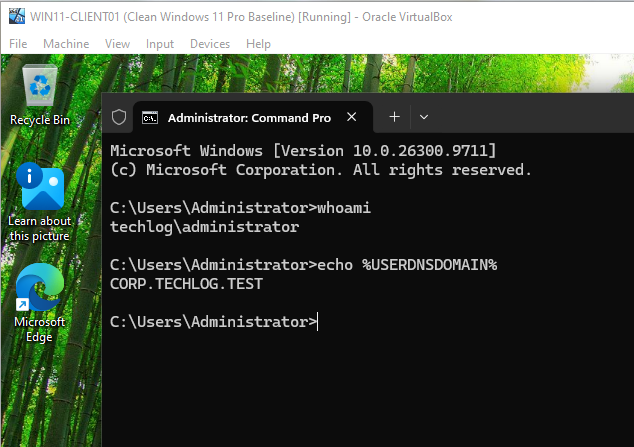 WIN11-CLIENT01 (Clean Windows 11 Pro Baseline) [Running] - Oracle VirtualBox
File Machine View Input Devices Help
Recycle Bin
Learn about
this picture
Microsoft
Edge
Administrator: Command Pro
Microsoft Windows [Version 10.0.26300.9711]
(c) Microsoft Corporation. All rights reserved.
C:\Users\Administrator>whoami
techlog\administrator
C:\Users\Administrator>echo %USERDNSDOMAIN%
CORP.TECHLOG.TEST
C:\Users\Administrator>